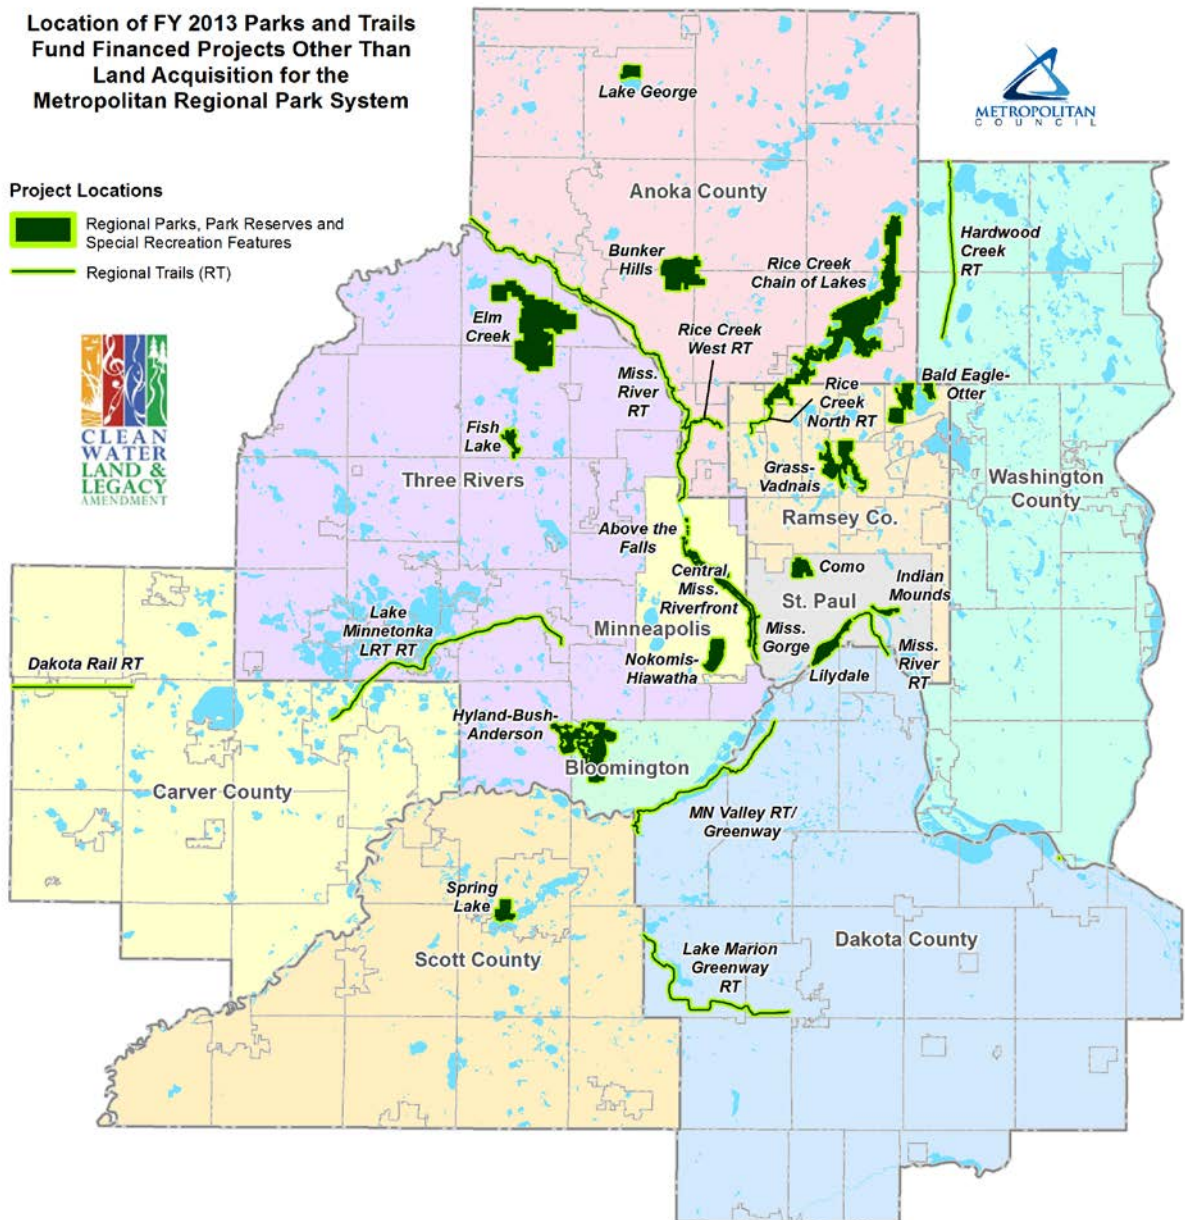 Location of FY 2013 Parks and Trails
Fund Financed Projects Other Than
Land Acquisition for the
Metropolitan Regional Park System
METROPOLITAN
COUNCIL
Project Locations
Regional Parks, Park Reserves and
Special Recreation Features
Regional Trails (RT)
CLEAN
WATER
LAND &
LEGACY
AMENDMENT
Lake George
Anoka County
Bunker
Hills
Rice Creek
Chain of Lakes
Hardwood
Creek
RT
Elm
Creek
Rice Creek
West RT
Miss.
River
RT
Rice
Creek
North RT
Bald Eagle-
Otter
Fish
Lake
Three Rivers
Grass-
Vadnais
Washington
County
Ramsey Co.
Above the
Falls
Central
Miss.
Riverfront
Como
St. Paul
Indian
Mounds
Lake
Minnetonka
LRT RT
Minneapolis
Miss.
Gorge
Nokomis-
Hiawatha
Lilydale
Miss.
River
RT
Dakota Rail RT
Hyland-Bush-
Anderson
Bloomington
Carver County
MN Valley RT/
Greenway
Spring
Lake
Scott County
Lake Marion
Greenway
RT
Dakota County